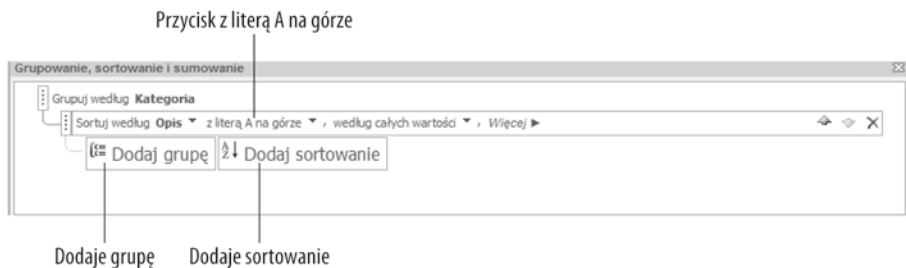 Przycisk z literą A na górze
Grupowanie, sortowanie i sumowanie
Grupuj według Kategoria
Sortuj według Opis z literą A na górze , według całych wartości , Więcej
Dodaj grupę Dodaj sortowanie
Dodaje grupę Dodaje sortowanie